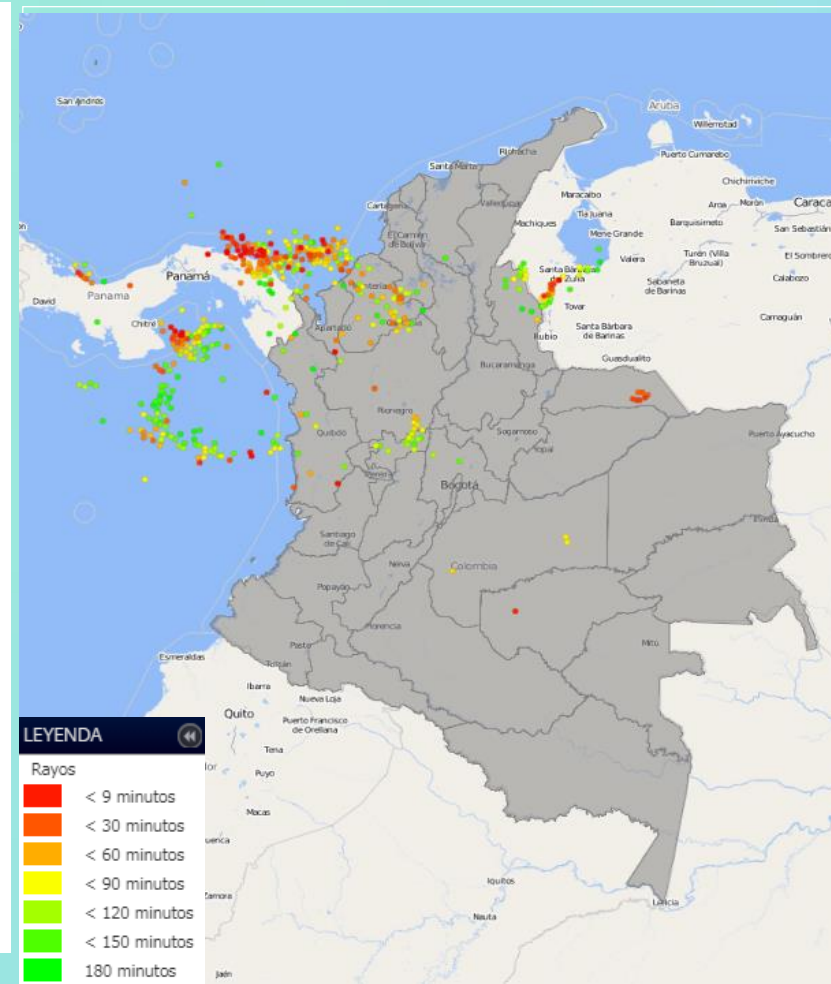 San Andrés
Aruba
Willemstad
Riohacha
Puerto Cumarebo
Santa Marta
Chichiriviche
Maracaibo
Cartagena
Valledupar
Aroa
Morón
Caraca
Tía Juana
Machiques
Barquisimeto
San Sebastián
El Carmen
de Bolívar
Mene Grande
Turén (Villa
Bruzual)
El Sombrero
Valera
Panamá
Santa Bárbara
del Zulia
Sabaneta
de Barinas
Calabozo
David
Panama
Tovar
Camaguán
Chitré
Apartadó
Rubio
Santa Bárbara
de Barinas
Guasdualito
Bucaramanga
Rionegro
Quibdó
Sogamoso
Puerto Ayacucho
Yopal
Pereira
Bogotá
Inírida
Santiago
de Cali
Neiva
Colombia
Popayán
Florencia
Mitú
Esmeraldas
Pasto
Tulcán
Ibarra
Nueva Loja
Quito
Puerto Francisco
de Orellana
Tena
Puyo
Macas
Iquitos
Leticia
Nauta
Jaén
LEYENDA
Rayos
< 9 minutos
< 30 minutos
< 60 minutos
< 90 minutos
< 120 minutos
< 150 minutos
180 minutos